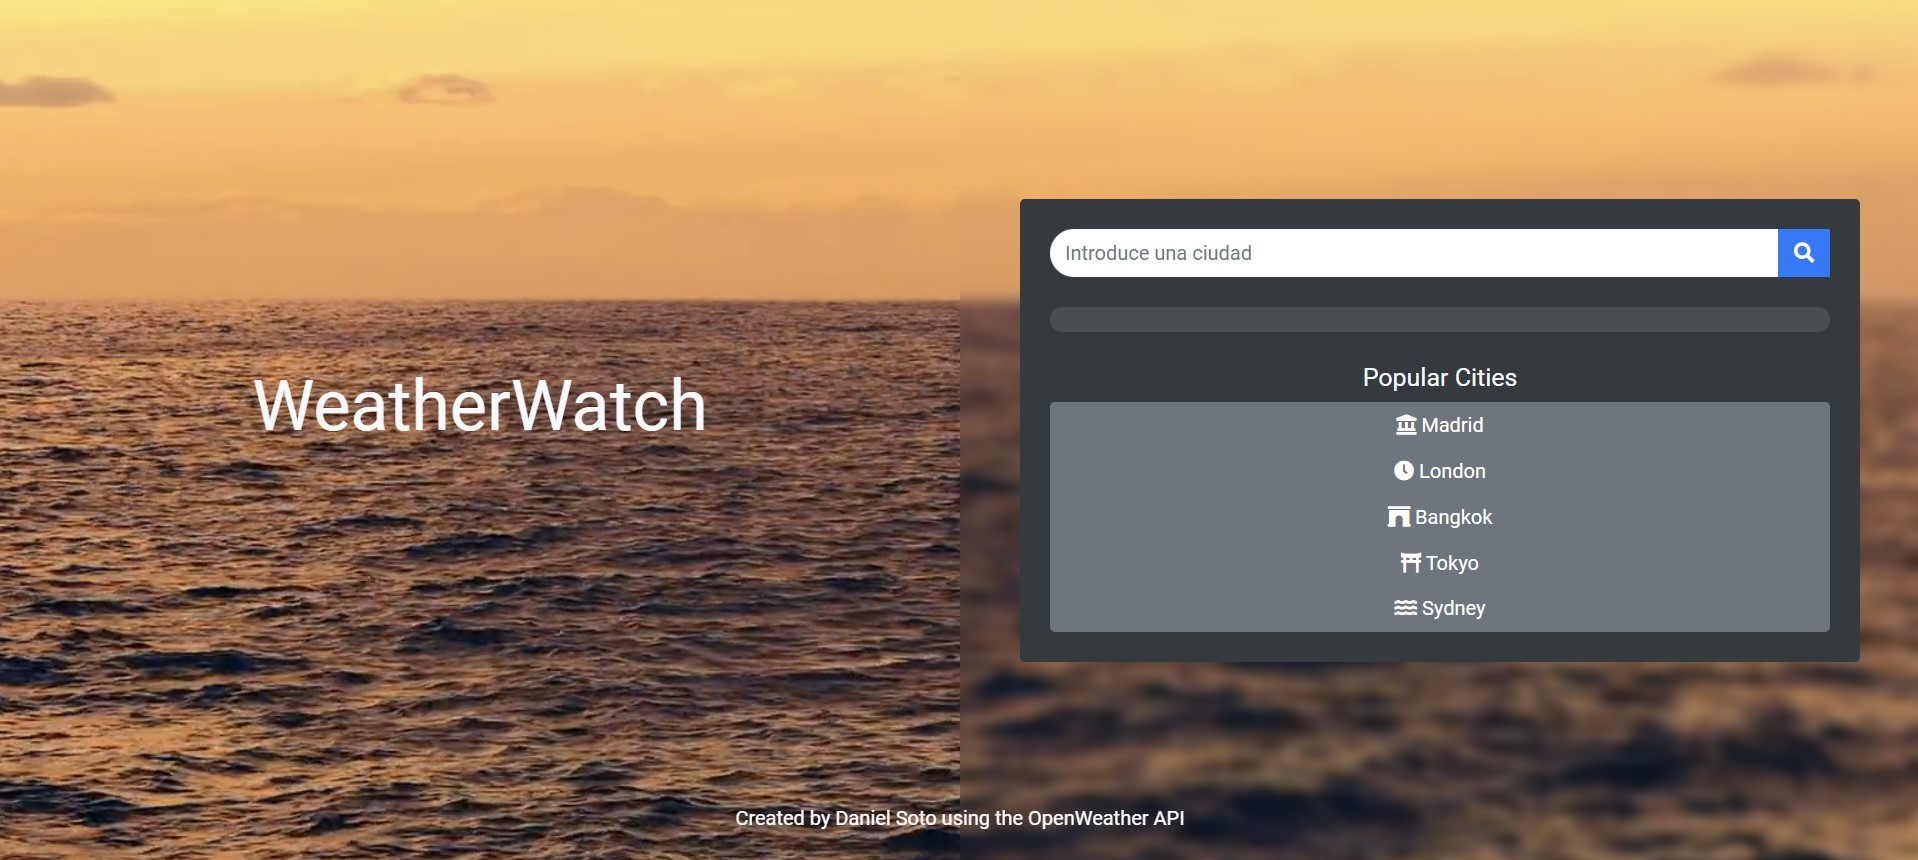 WeatherWatch
Introduce una ciudad
Popular Cities
Madrid
London
Bangkok
Tokyo
Sydney
Created by Daniel Soto using the OpenWeather API